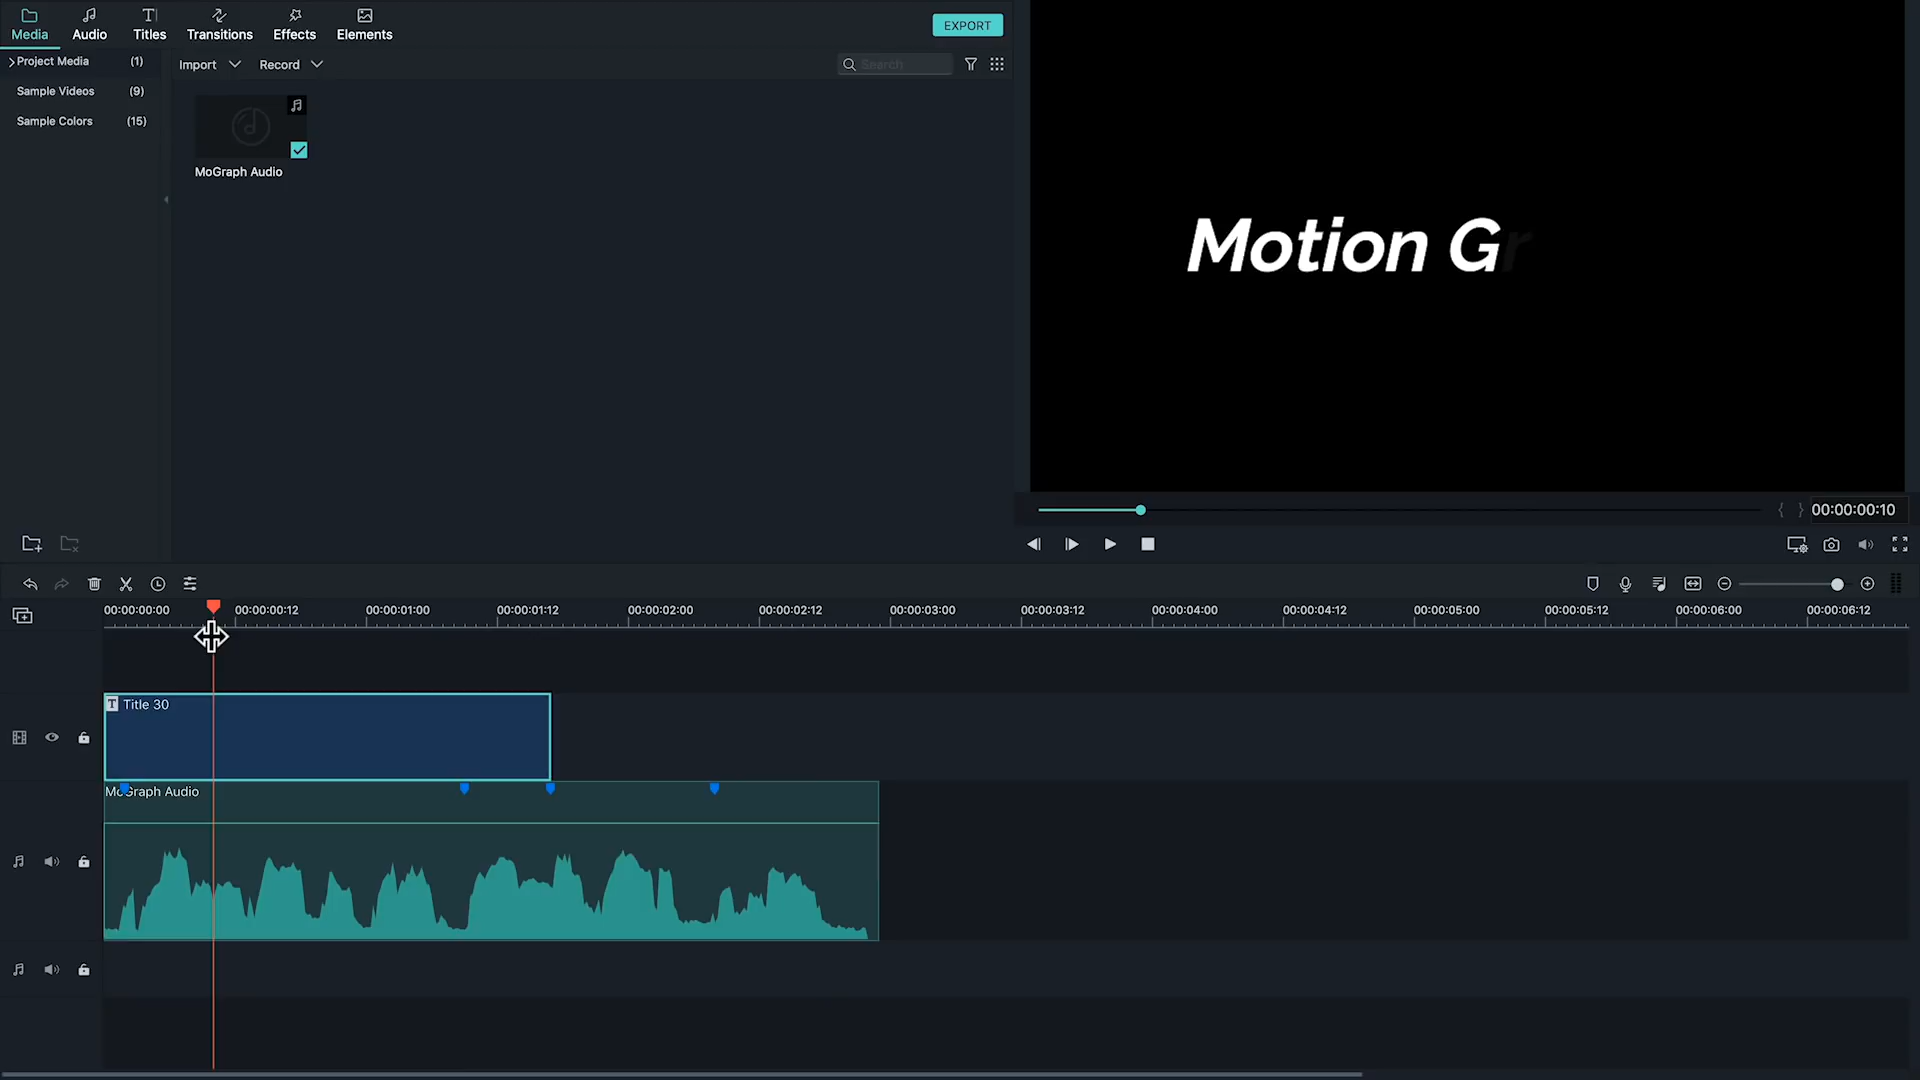 Media
Audio
Titles
Transitions
Effects
Elements
EXPORT
Project Media (1)
Import
Record
Search
Sample Videos (9)
Sample Colors (15)
MoGraph Audio
Motion Gr
{ } 00:00:00:10
00:00:00:00 00:00:00:12 00:00:01:00 00:00:01:12 00:00:02:00 00:00:02:12 00:00:03:00 00:00:03:12 00:00:04:00 00:00:04:12 00:00:05:00 00:00:05:12 00:00:06:00 00:00:06:12
T Title 30
MoGraph Audio